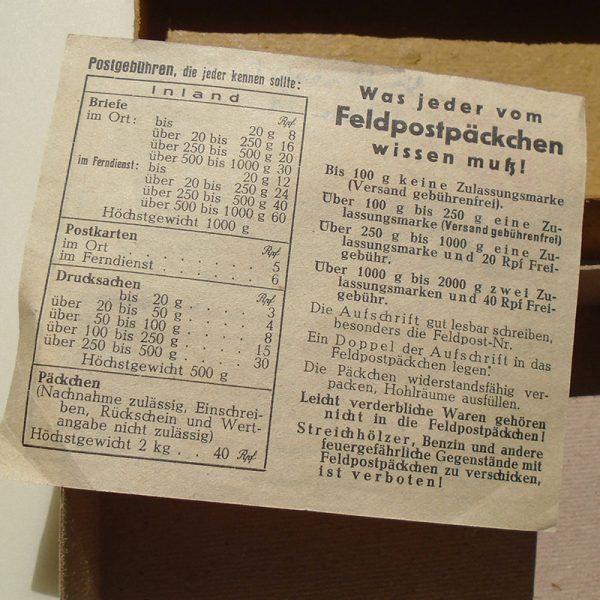 Postgebühren, die jeder kennen sollte:
Inland
Briefe Rpf.
im Ort: bis 20 g 8
über 20 bis 250 g 16
über 250 bis 500 g 20
über 500 bis 1000 g 30
im Ferndienst: bis 20 g 12
über 20 bis 250 g 24
über 250 bis 500 g 40
über 500 bis 1000 g 60
Höchstgewicht 1000 g
Postkarten Rpf.
im Ort . . . . . . . 5
im Ferndienst . . . . . 6
Drucksachen Rpf.
bis 20 g . . . . 3
über 20 bis 50 g . . . . 4
über 50 bis 100 g . . . . 8
über 100 bis 250 g . . . . 15
über 250 bis 500 g . . . . 30
Höchstgewicht 500 g
Päckchen
(Nachnahme zulässig, Einschrei-
ben, Rückschein und Wert-
angabe nicht zulässig)
Höchstgewicht 2 kg . . 40 Rpf.
Was jeder vom
Feldpostpäckchen
wissen muß!
Bis 100 g keine Zulassungsmarke
(Versand gebührenfrei).
Über 100 g bis 250 g eine Zu-
lassungsmarke (Versand gebührenfrei)
Über 250 g bis 1000 g eine Zu-
lassungsmarke und 20 Rpf Frei-
gebühr.
Über 1000 g bis 2000 g zwei Zu-
lassungsmarken und 40 Rpf Frei-
gebühr.
Die Aufschrift gut lesbar schreiben,
besonders die Feldpost-Nr.
Ein Doppel der Aufschrift in das
Feldpostpäckchen legen!
Die Päckchen widerstandsfähig ver-
packen, Hohlräume ausfüllen.
Leicht verderbliche Waren gehören
nicht in die Feldpostpäckchen!
Streichhölzer, Benzin und andere
feuergefährliche Gegenstände mit
Feldpostpäckchen zu verschicken,
ist verboten!